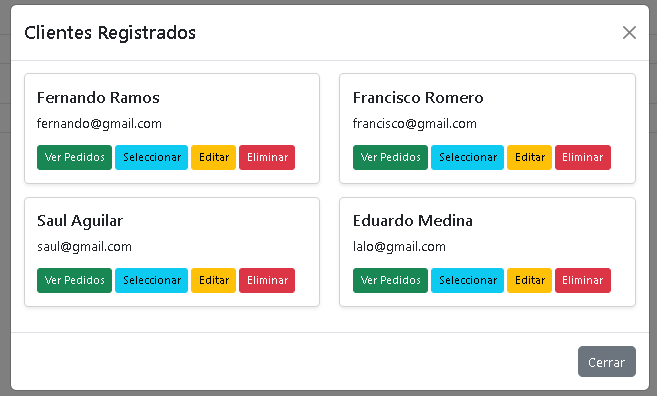 Clientes Registrados
Fernando Ramos
fernando@gmail.com
Ver Pedidos Seleccionar Editar Eliminar
Francisco Romero
francisco@gmail.com
Ver Pedidos Seleccionar Editar Eliminar
Saul Aguilar
saul@gmail.com
Ver Pedidos Seleccionar Editar Eliminar
Eduardo Medina
lalo@gmail.com
Ver Pedidos Seleccionar Editar Eliminar
Cerrar